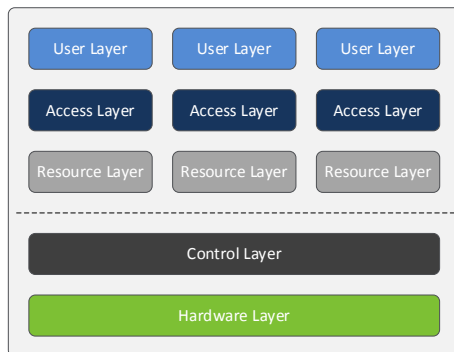 User Layer User Layer User Layer
Access Layer Access Layer Access Layer
Resource Layer Resource Layer Resource Layer
Control Layer
Hardware Layer